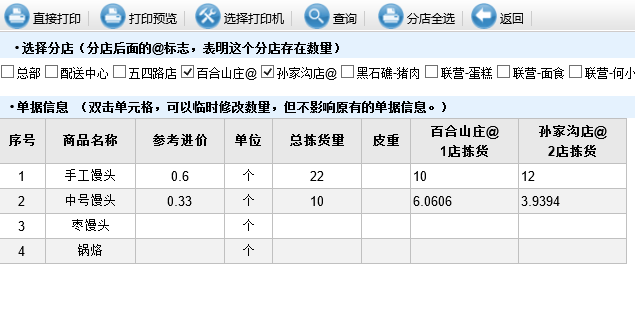 直接打印 打印预览 选择打印机 查询 分店全选 返回
·选择分店（分店后面的@标志，表明这个分店存在数量）
总部 配送中心 五四路店 百合山庄@ 孙家沟店@ 黑石礁-猪肉 联营-蛋糕 联营-面食 联营-何小
·单据信息 （双击单元格，可以临时修改数量，但不影响原有的单据信息。）
序号 商品名称 参考进价 单位 总拣货量 皮重 百合山庄@ 孙家沟店@
1店拣货 2店拣货
1 手工馒头 0.6 个 22 10 12
2 中号馒头 0.33 个 10 6.0606 3.9394
3 枣馒头 个
4 锅烙 个